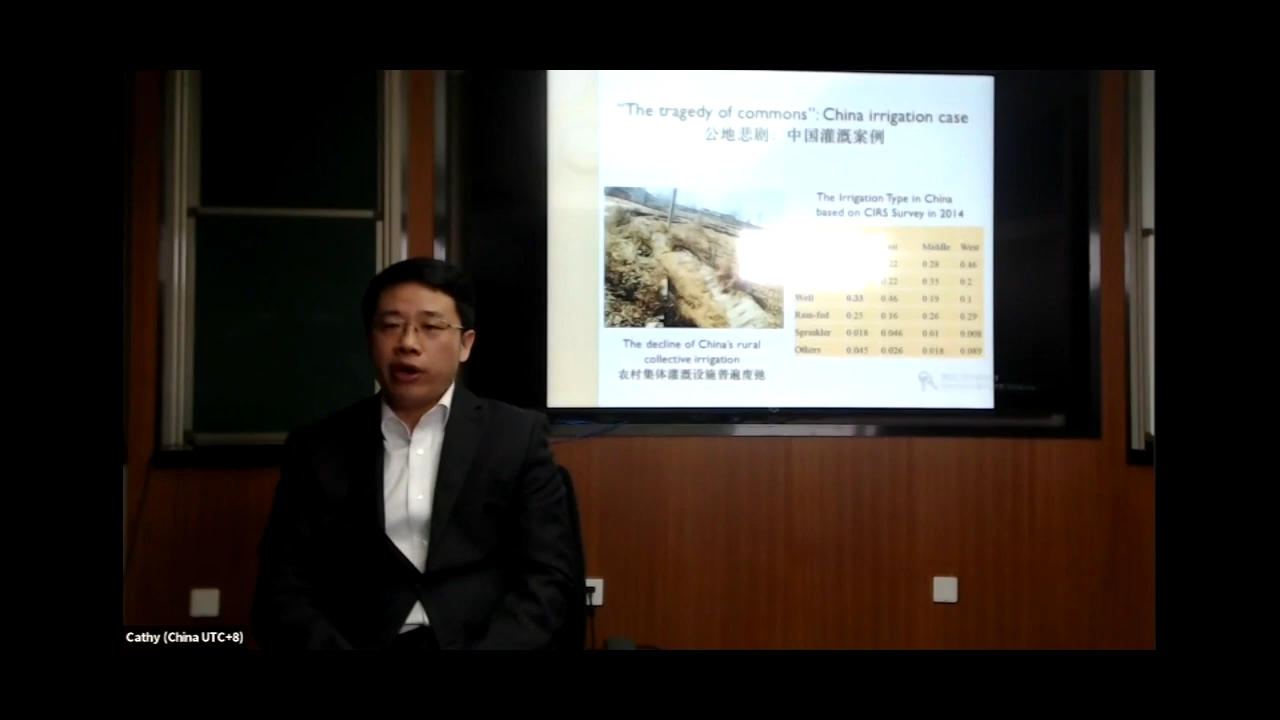 “The tragedy of commons”: China irrigation case
公地悲剧：中国灌溉案例
The Irrigation Type in China
based on CIRS Survey in 2014
Middle West
0.28 0.46
0.22 0.35 0.2
Well 0.33 0.46 0.19 0.1
Rain-fed 0.25 0.16 0.26 0.29
Sprinkler 0.018 0.046 0.01 0.008
Others 0.045 0.026 0.018 0.089
The decline of China's rural
collective irrigation
农村集体灌溉设施普遍废弛
Cathy (China UTC+8)